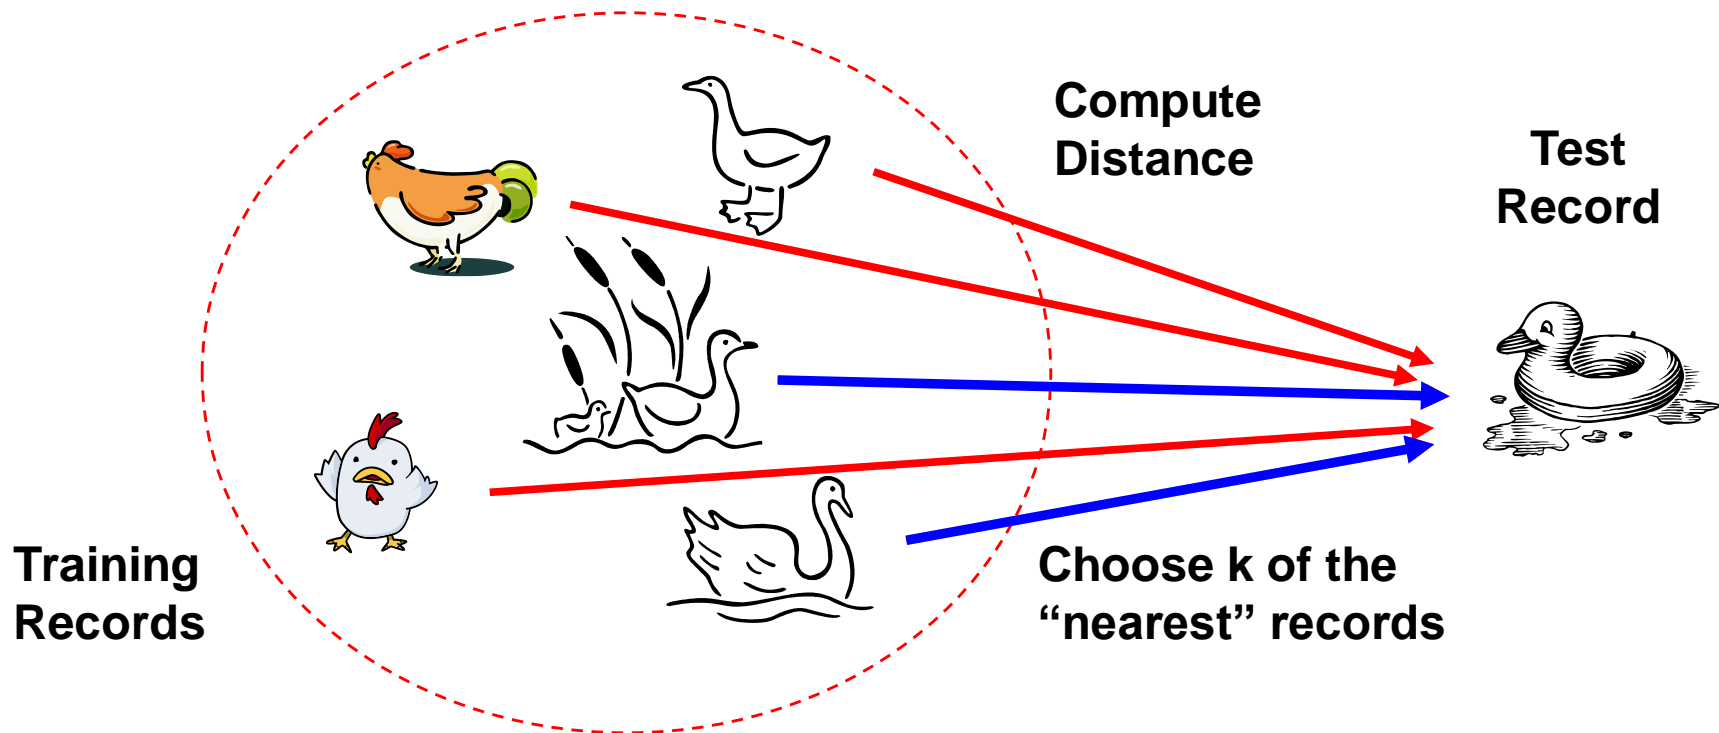 Compute
Distance
Test
Record
Training
Records
Choose k of the
“nearest” records